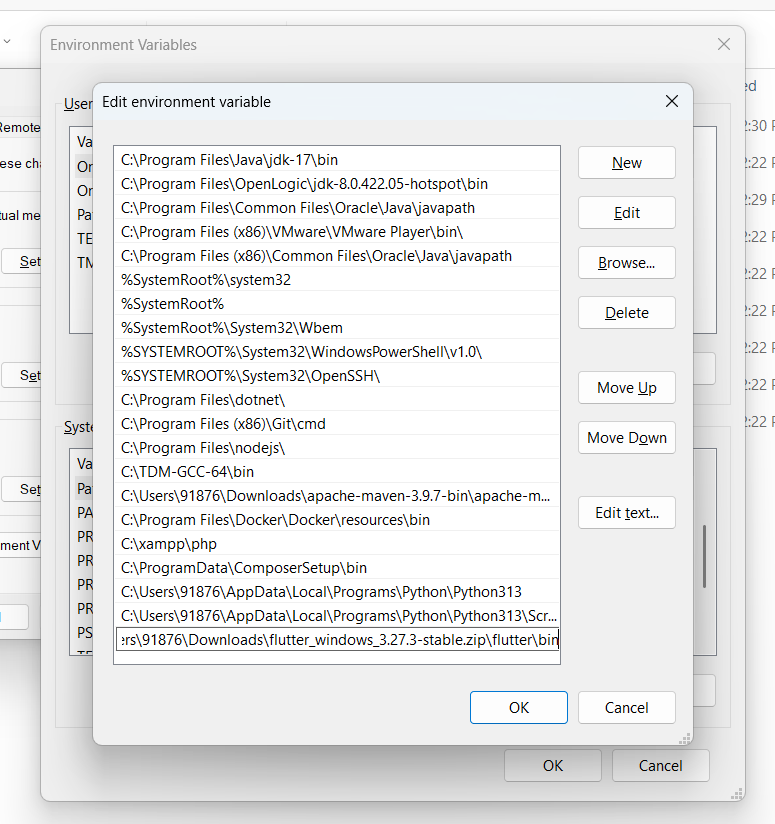 Environment Variables
Edit environment variable
User
Va
On
On
Pa
TE
TM
C:\Program Files\Java\jdk-17\bin
C:\Program Files\OpenLogic\jdk-8.0.422.05-hotspot\bin
C:\Program Files\Common Files\Oracle\Java\javapath
C:\Program Files (x86)\VMware\VMware Player\bin\
C:\Program Files (x86)\Common Files\Oracle\Java\javapath
%SystemRoot%\system32
%SystemRoot%
%SystemRoot%\System32\Wbem
%SYSTEMROOT%\System32\WindowsPowerShell\v1.0\
%SYSTEMROOT%\System32\OpenSSH\
C:\Program Files\dotnet\
C:\Program Files (x86)\Git\cmd
C:\Program Files\nodejs\
C:\TDM-GCC-64\bin
C:\Users\91876\Downloads\apache-maven-3.9.7-bin\apache-m...
C:\Program Files\Docker\Docker\resources\bin
C:\xampp\php
C:\ProgramData\ComposerSetup\bin
C:\Users\91876\AppData\Local\Programs\Python\Python313
C:\Users\91876\AppData\Local\Programs\Python\Python313\Scr...
ers\91876\Downloads\flutter_windows_3.27.3-stable.zip\flutter\bin
New
Edit
Browse...
Delete
Move Up
Move Down
Edit text...
OK
Cancel
Syste
Va
Pa
PA
PR
PR
PR
PR
PS
TE
OK
Cancel
Remote
ese cha
tual me
Set
Set
Set
ment V
ed
2:30 P
2:22 P
2:29 P
2:22 P
2:22 P
2:22 P
2:22 P
2:22 P
2:22 P